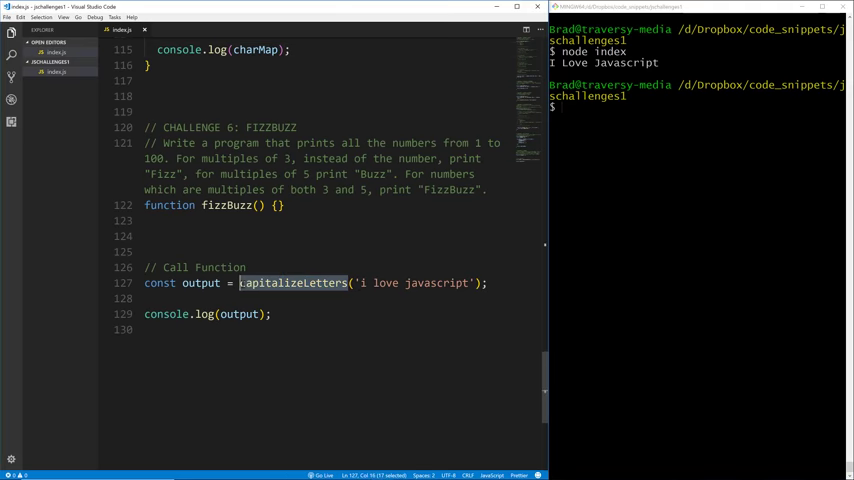 index.js - jschallenges1 - Visual Studio Code
File Edit Selection View Go Debug Tasks Help
EXPLORER
OPEN EDITORS
index.js
JSCHALLENGES1
index.js
index.js ×
115 console.log(charMap);
116 }
117
118
119
120 // CHALLENGE 6: FIZZBUZZ
121 // Write a program that prints all the numbers from 1 to
100. For multiples of 3, instead of the number, print
"Fizz", for multiples of 5 print "Buzz". For numbers
which are multiples of both 3 and 5, print "FizzBuzz".
122 function fizzBuzz() {}
123
124
125
126 // Call Function
127 const output = capitalizeLetters('i love javascript');
128
129 console.log(output);
130
0 0
Go Live Ln 127, Col 16 (17 selected) Spaces: 2 UTF-8 CRLF JavaScript Prettier
MINGW64:/d/Dropbox/code_snippets/jschallenges1
Brad@traversy-media /d/Dropbox/code_snippets/j
schallenges1
$ node index
I Love Javascript
Brad@traversy-media /d/Dropbox/code_snippets/j
schallenges1
$